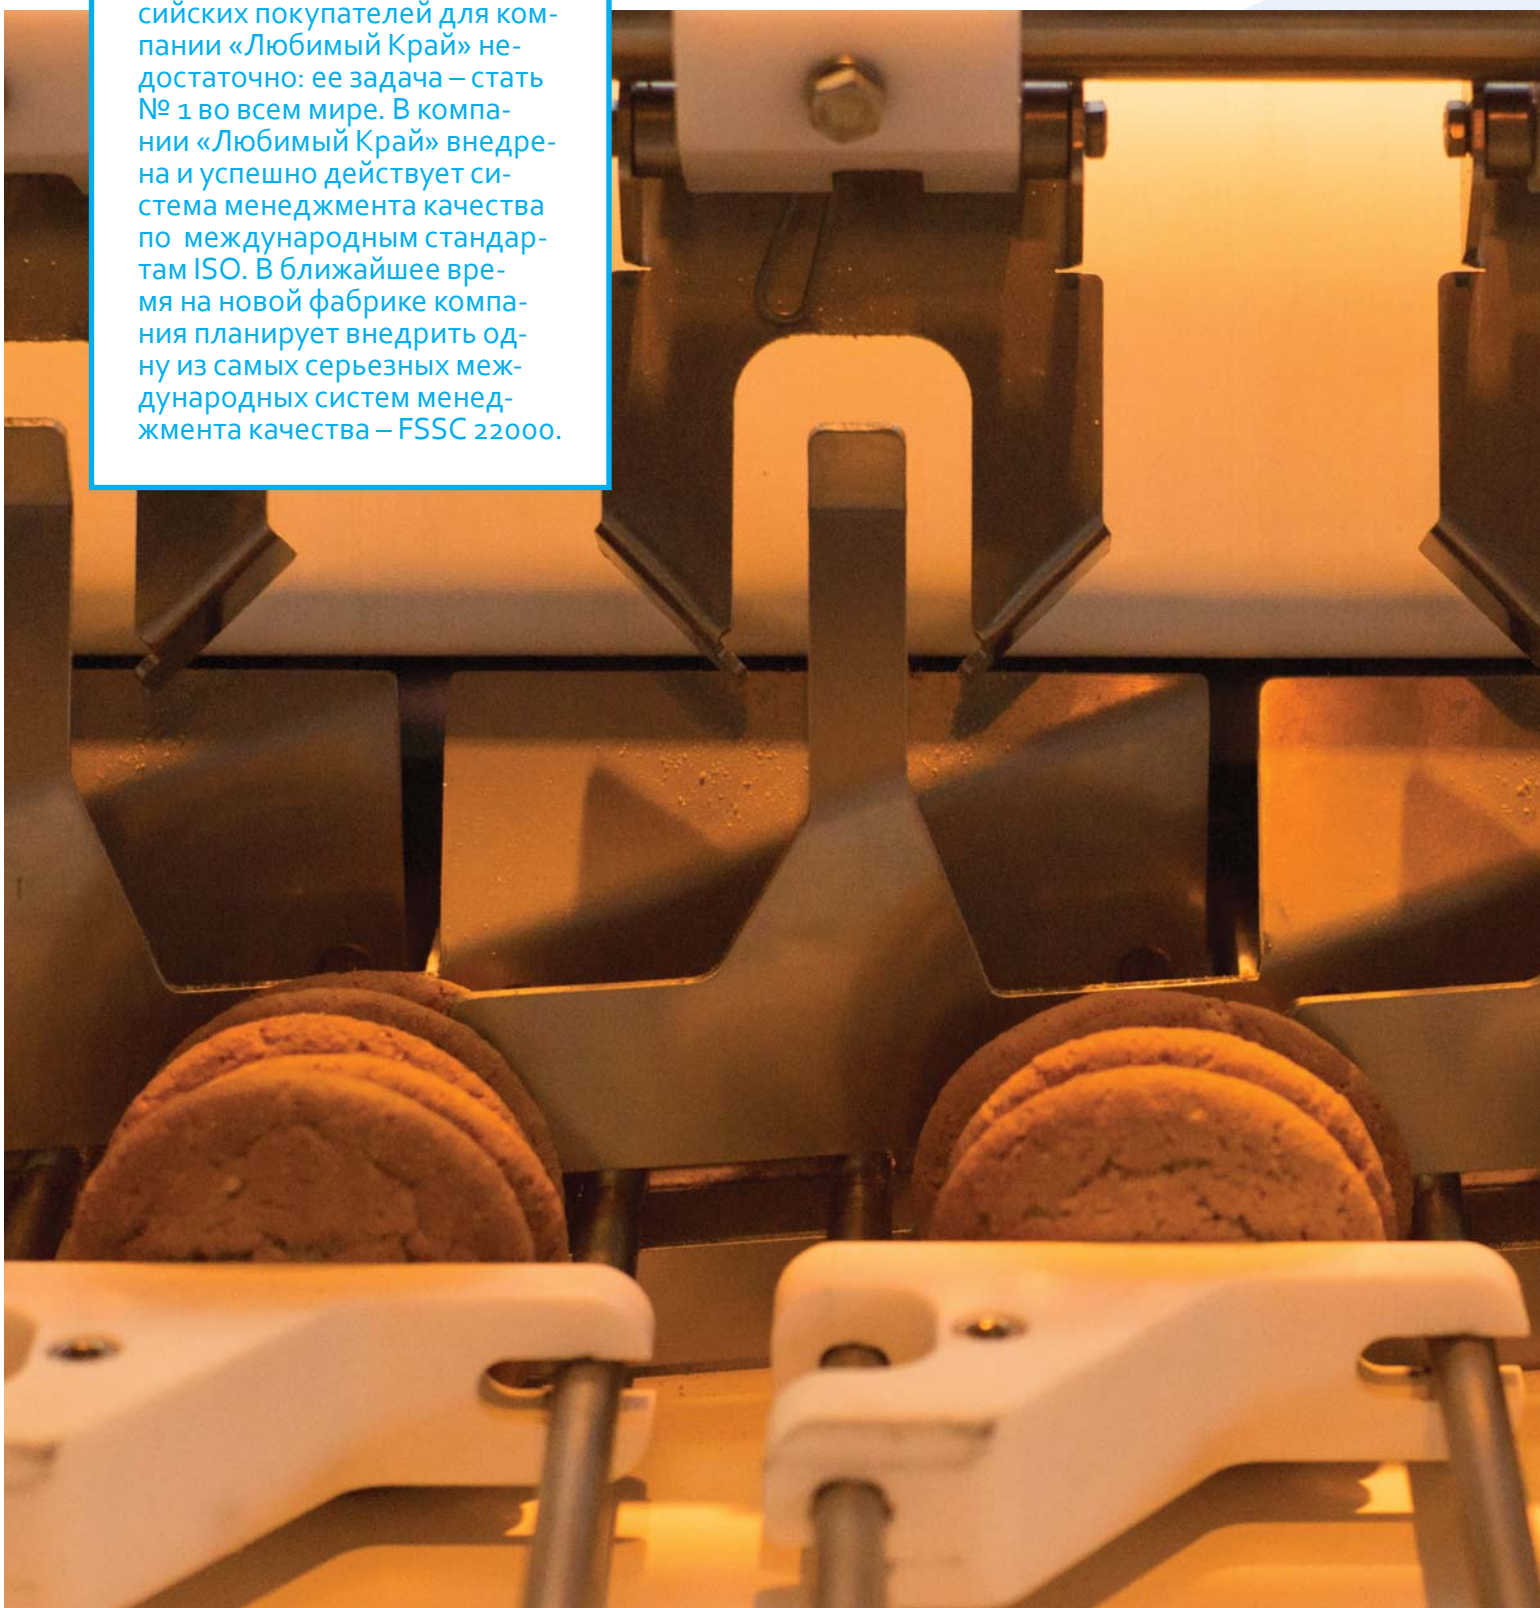 сийских покупателей для ком-
пании «Любимый Край» не-
достаточно: ее задача – стать
№ 1 во всем мире. В компа-
нии «Любимый Край» внедре-
на и успешно действует си-
стема менеджмента качества
по международным стандар-
там ISO. В ближайшее вре-
мя на новой фабрике компа-
ния планирует внедрить од-
ну из самых серьезных меж-
дународных систем менед-
жмента качества – FSSC 22000.